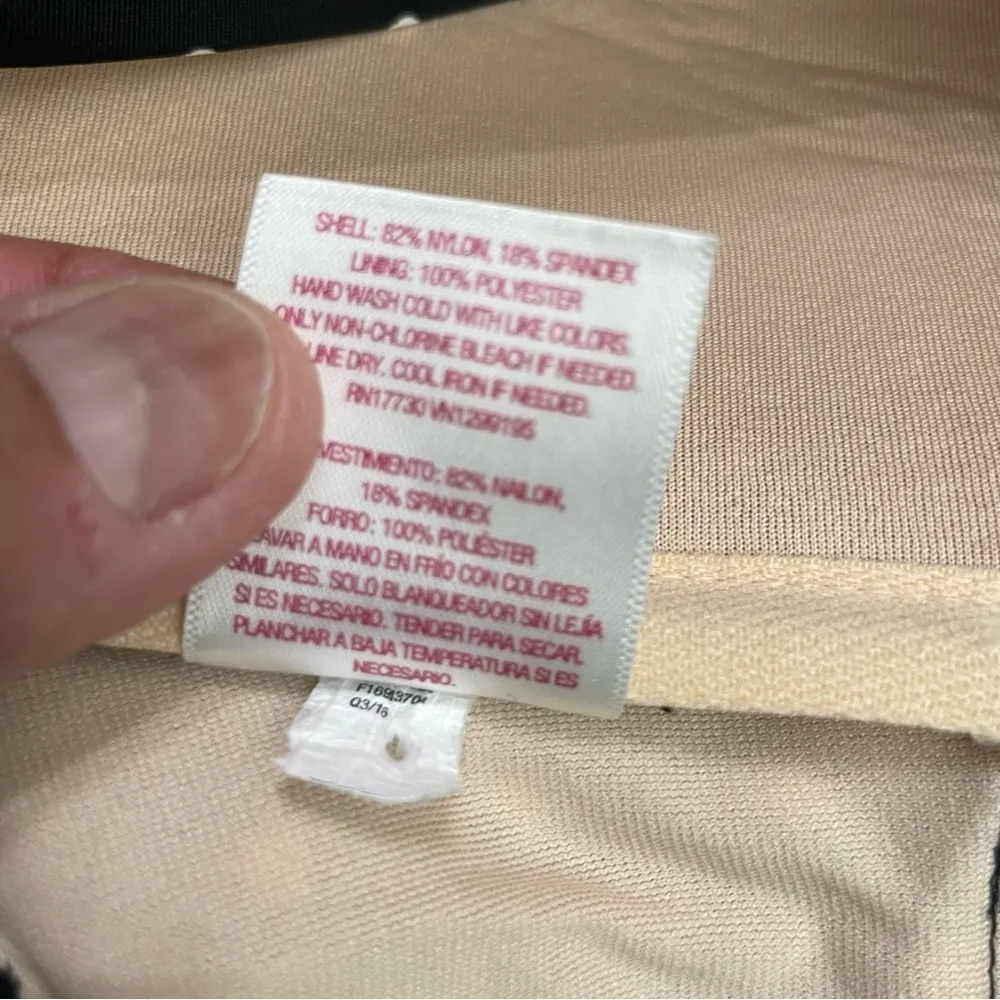 SHELL: 82% NYLON, 18% SPANDEX
LINING: 100% POLYESTER
HAND WASH COLD WITH LIKE COLORS.
ONLY NON-CHLORINE BLEACH IF NEEDED.
LINE DRY. COOL IRON IF NEEDED.
RN17730 VN1299195
VESTIMENTO: 82% NAILON,
18% SPANDEX
FORRO: 100% POLIÉSTER
LAVAR A MANO EN FRÍO CON COLORES
SIMILARES. SOLO BLANQUEADOR SIN LEJÍA
SI ES NECESARIO. TENDER PARA SECAR.
PLANCHAR A BAJA TEMPERATURA SI ES
NECESARIO.
Q3/16